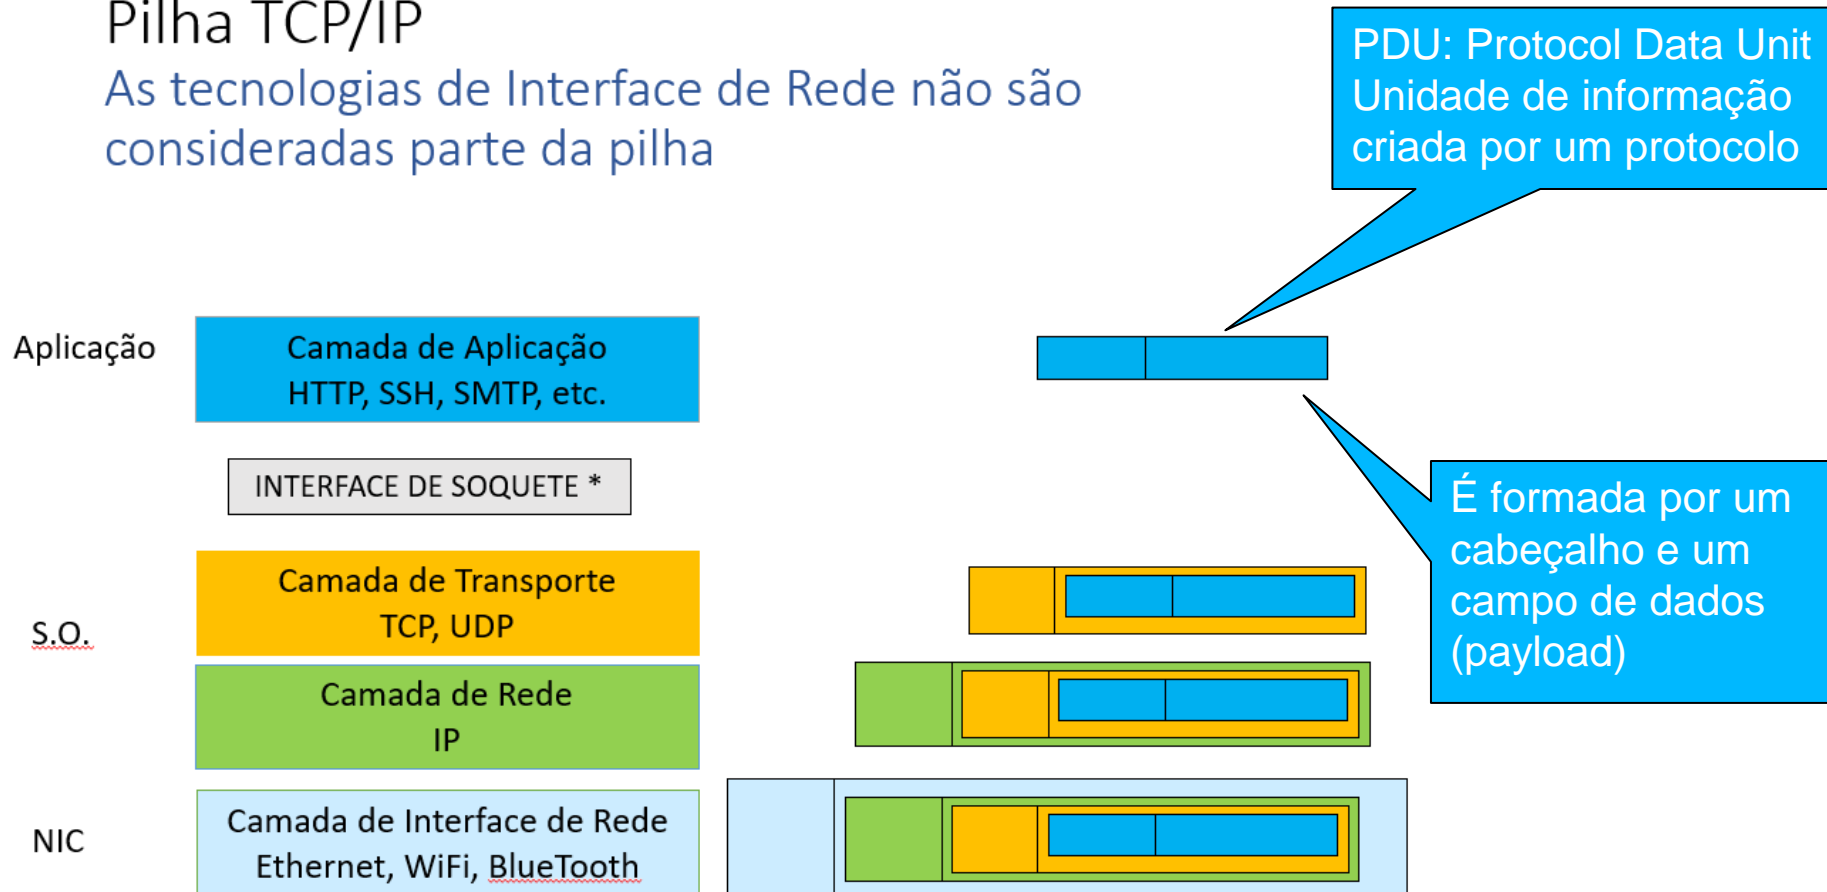 Pilha TCP/IP
As tecnologias de Interface de Rede não são
consideradas parte da pilha
PDU: Protocol Data Unit
Unidade de informação
criada por um protocolo
Aplicação
Camada de Aplicação
HTTP, SSH, SMTP, etc.
INTERFACE DE SOQUETE *
É formada por um
cabeçalho e um
campo de dados
(payload)
S.O.
Camada de Transporte
TCP, UDP
Camada de Rede
IP
NIC
Camada de Interface de Rede
Ethernet, WiFi, BlueTooth